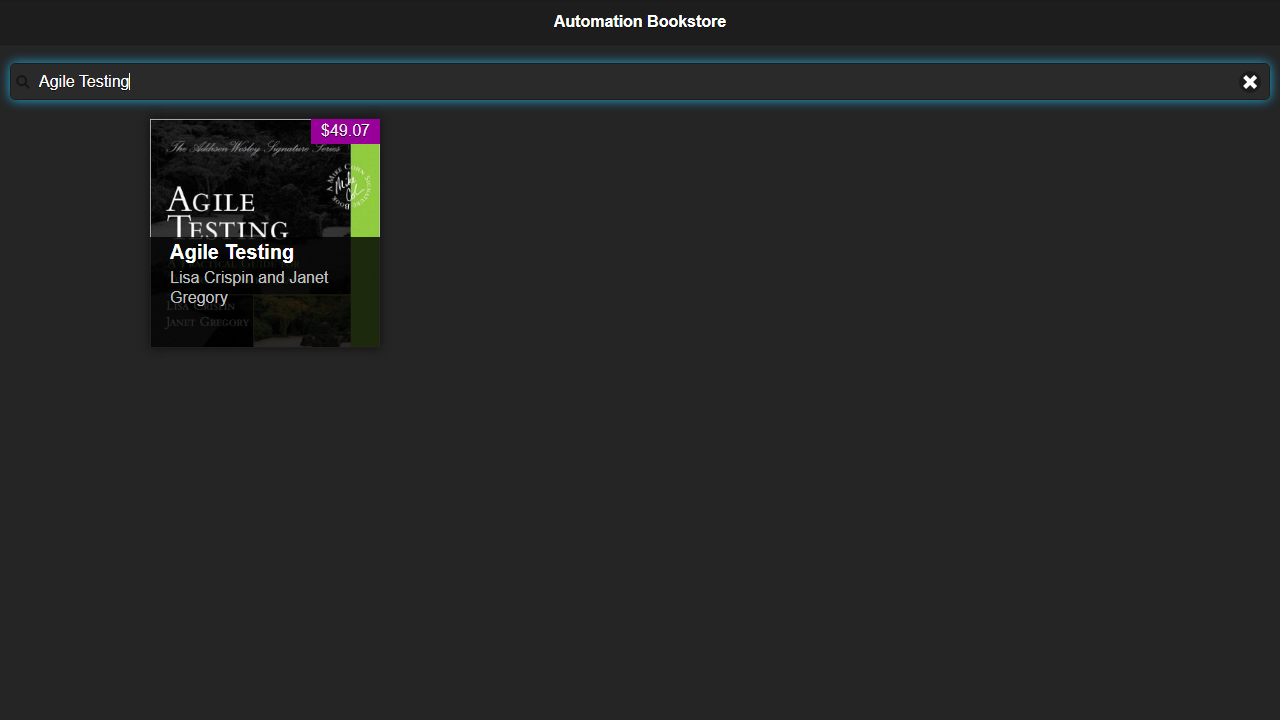 Automation Bookstore
Agile Testing
$49.07
The Addison Wesley Signature Series
A Mike Cohn Signature Book
AGILE
TESTING
Agile Testing
Lisa Crispin and Janet
Gregory
LISA CRISPIN
JANET GREGORY